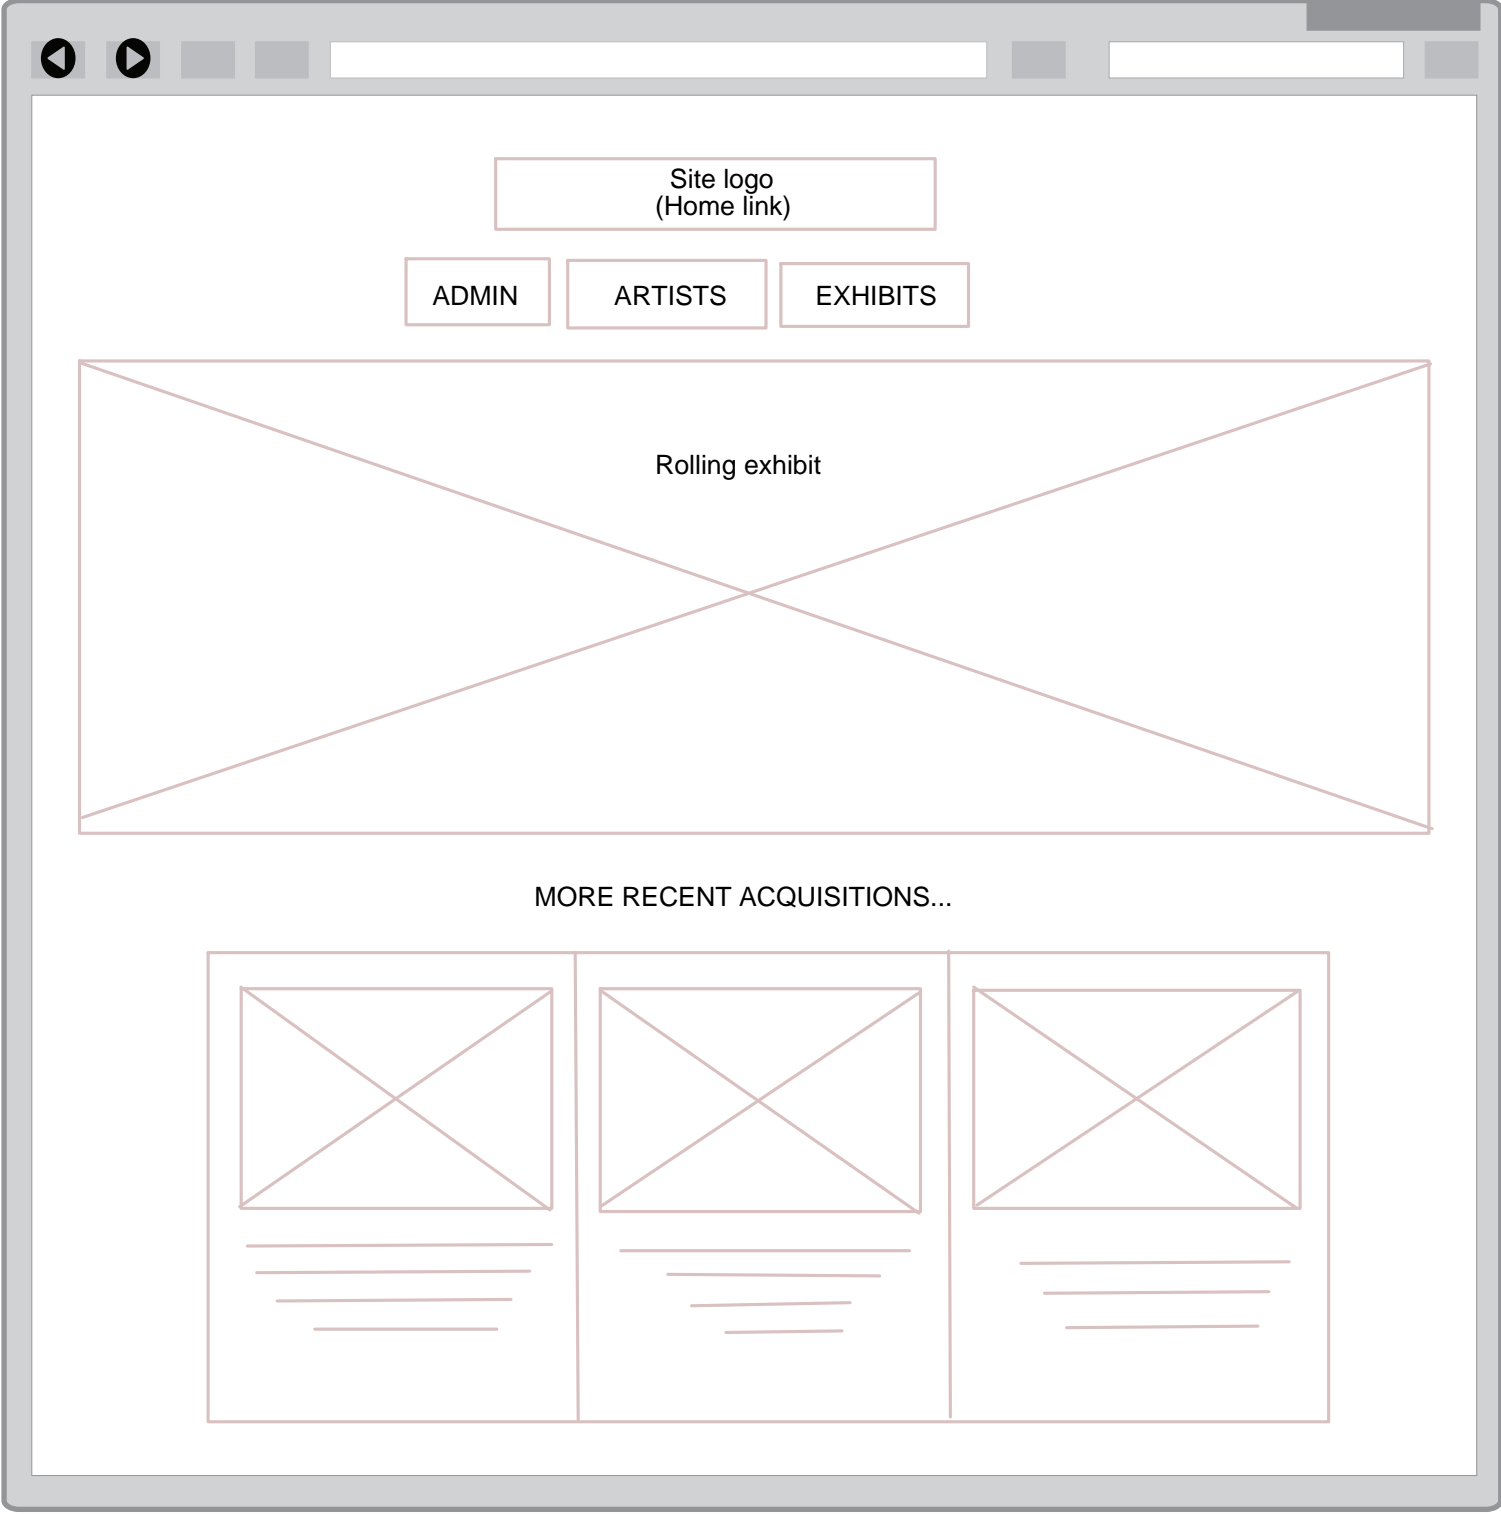 Site logo
(Home link)
ADMIN
ARTISTS
EXHIBITS
Rolling exhibit
MORE RECENT ACQUISITIONS...